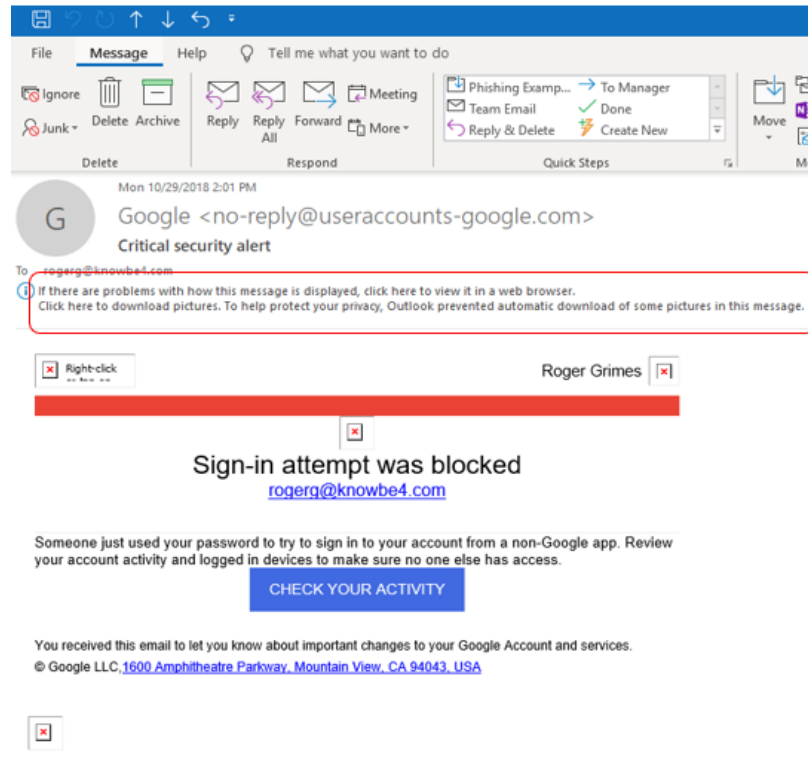 File Message Help Tell me what you want to do
Ignore
Junk
Delete Archive
Reply Reply All Forward
Meeting
More
Phishing Examp... To Manager
Team Email Done
Reply & Delete Create New
Move
Delete Respond Quick Steps
Mon 10/29/2018 2:01 PM
G
Google <no-reply@useraccounts-google.com>
Critical security alert
To rogerg@knowbe4.com
If there are problems with how this message is displayed, click here to view it in a web browser.
Click here to download pictures. To help protect your privacy, Outlook prevented automatic download of some pictures in this message.
Right-click
Roger Grimes
Sign-in attempt was blocked
rogerg@knowbe4.com
Someone just used your password to try to sign in to your account from a non-Google app. Review
your account activity and logged in devices to make sure no one else has access.
CHECK YOUR ACTIVITY
You received this email to let you know about important changes to your Google Account and services.
© Google LLC,1600 Amphitheatre Parkway, Mountain View, CA 94043, USA